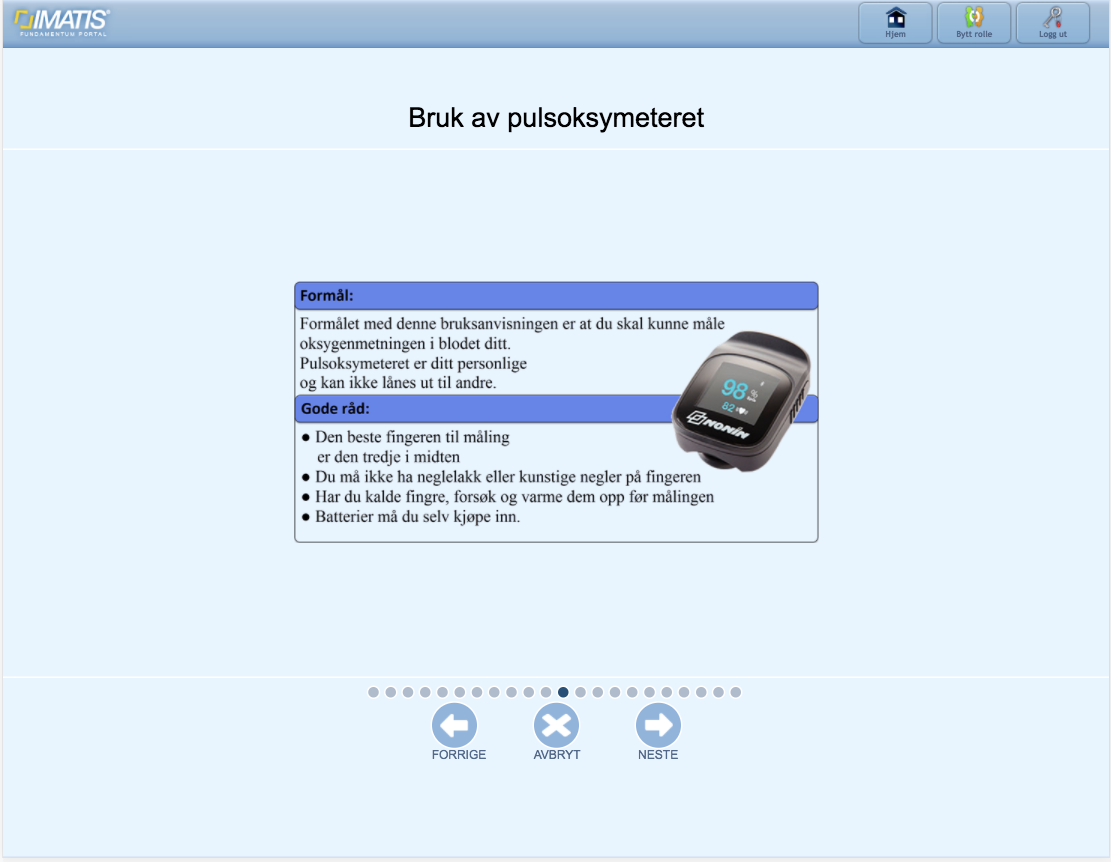 IMATIS®
FUNDAMENTUM PORTAL
Hjem
Bytt rolle
Logg ut
Bruk av pulsoksymeteret
Formål:
Formålet med denne bruksanvisningen er at du skal kunne måle
oksygenmetningen i blodet ditt.
Pulsoksymeteret er ditt personlige
og kan ikke lånes ut til andre.
98
82
NONIN
Gode råd:
● Den beste fingeren til måling
er den tredje i midten
● Du må ikke ha neglelakk eller kunstige negler på fingeren
● Har du kalde fingre, forsøk og varme dem opp før målingen
● Batterier må du selv kjøpe inn.
FORRIGE
AVBRYT
NESTE